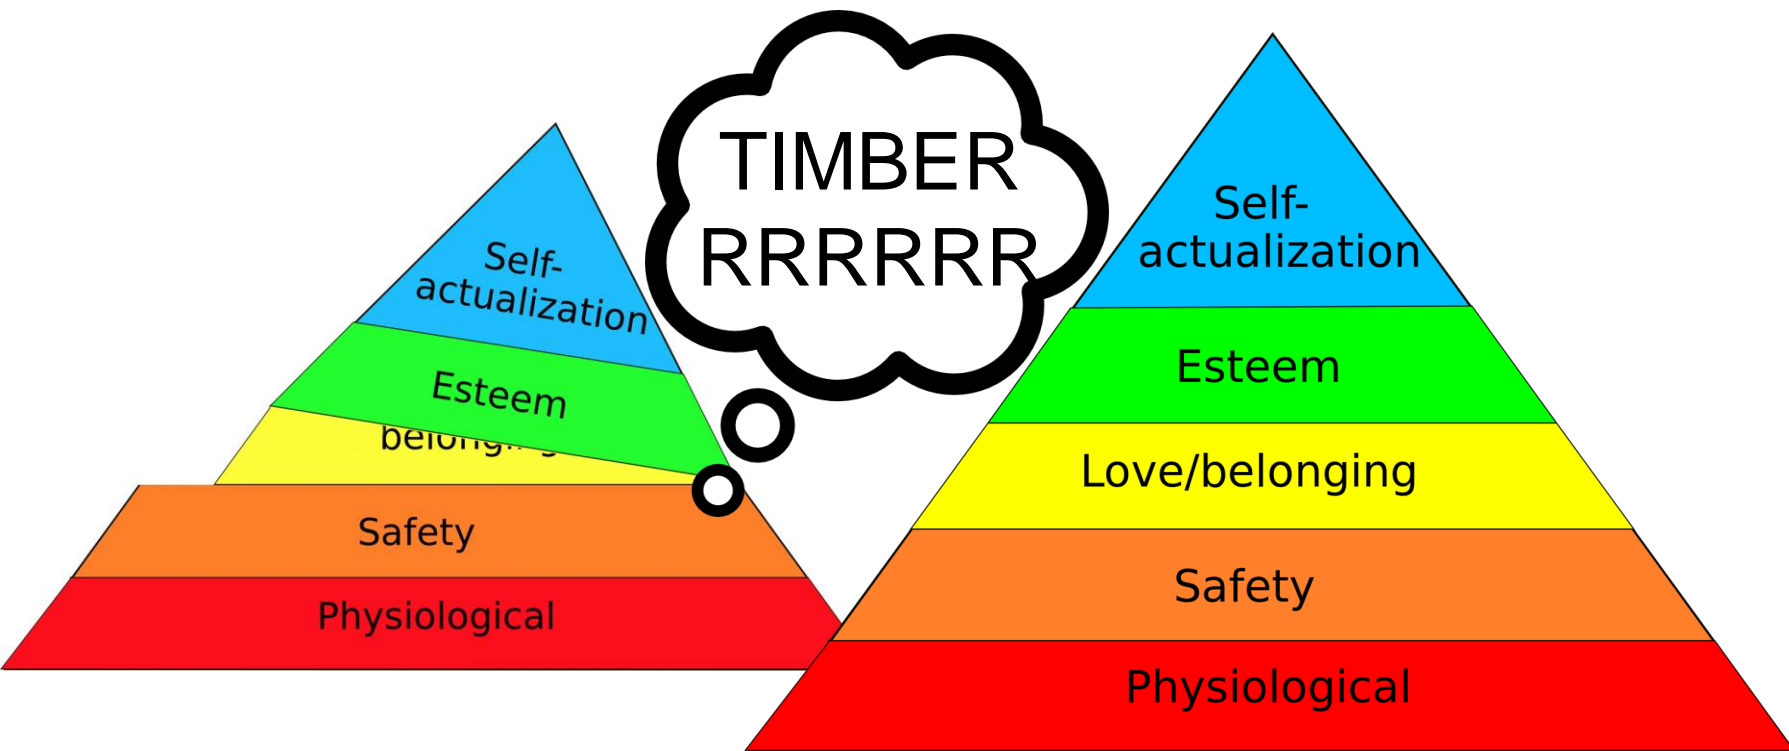 Self-
actualization
Esteem
Safety
Physiological
TIMBER
RRRRRR
Self-
actualization
Esteem
Love/belonging
Safety
Physiological